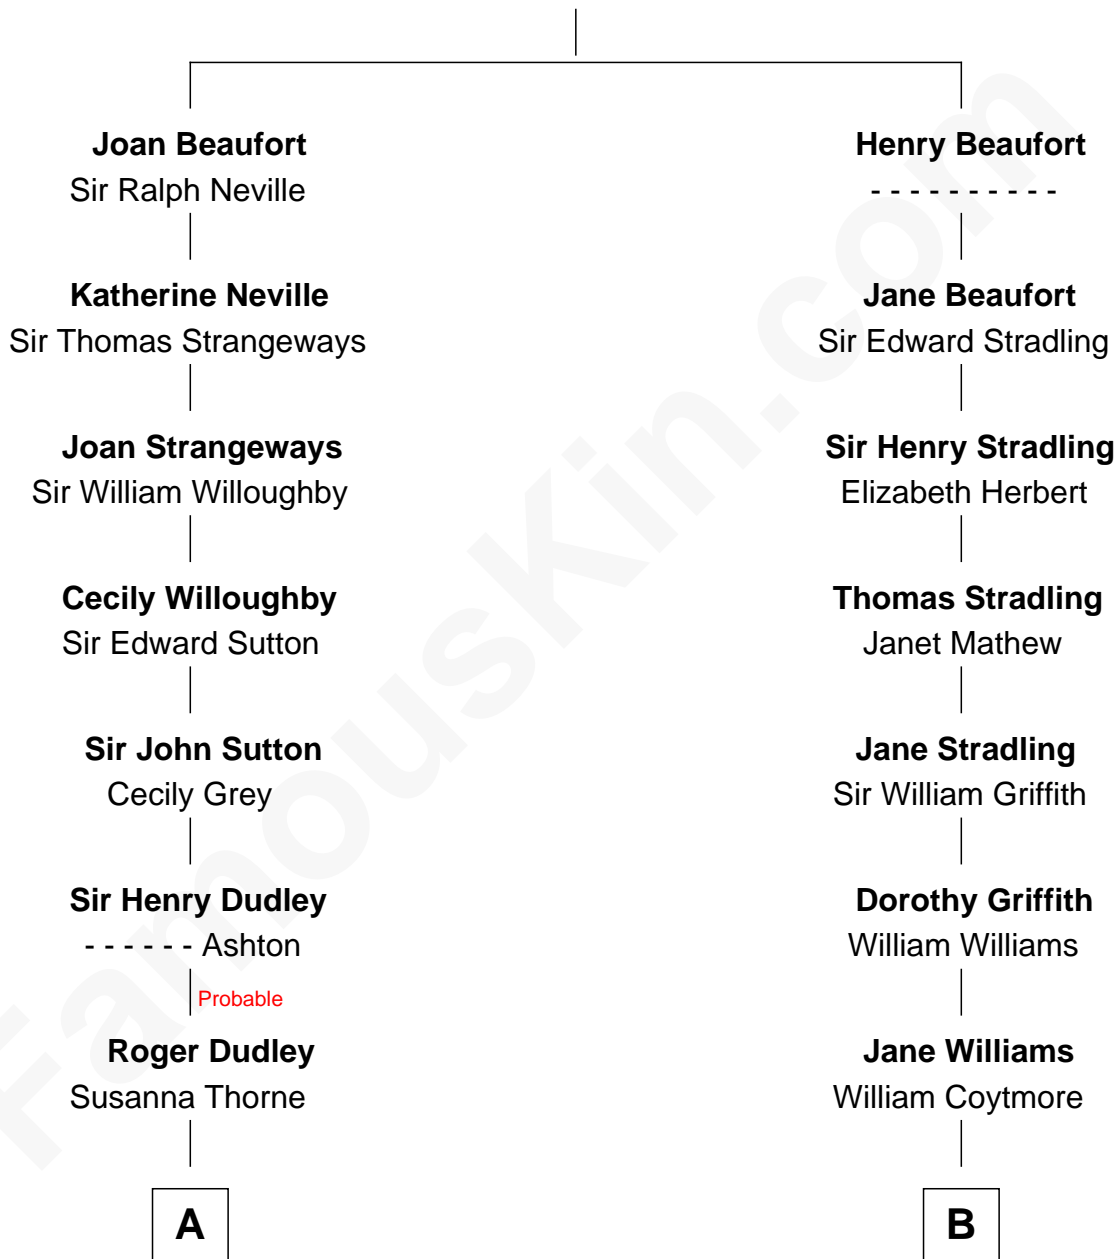 Joan Beaufort
Sir Ralph Neville
Katherine Neville
Sir Thomas Strangeways
Joan Strangeways
Sir William Willoughby
Cecily Willoughby
Sir Edward Sutton
Sir John Sutton
Cecily Grey
Sir Henry Dudley
- - - - - - Ashton
Probable
Roger Dudley
Susanna Thorne
A
Henry Beaufort
- - - - - - - - - -
Jane Beaufort
Sir Edward Stradling
Sir Henry Stradling
Elizabeth Herbert
Thomas Stradling
Janet Mathew
Jane Stradling
Sir William Griffith
Dorothy Griffith
William Williams
Jane Williams
William Coytmore
B
FamousKin.com